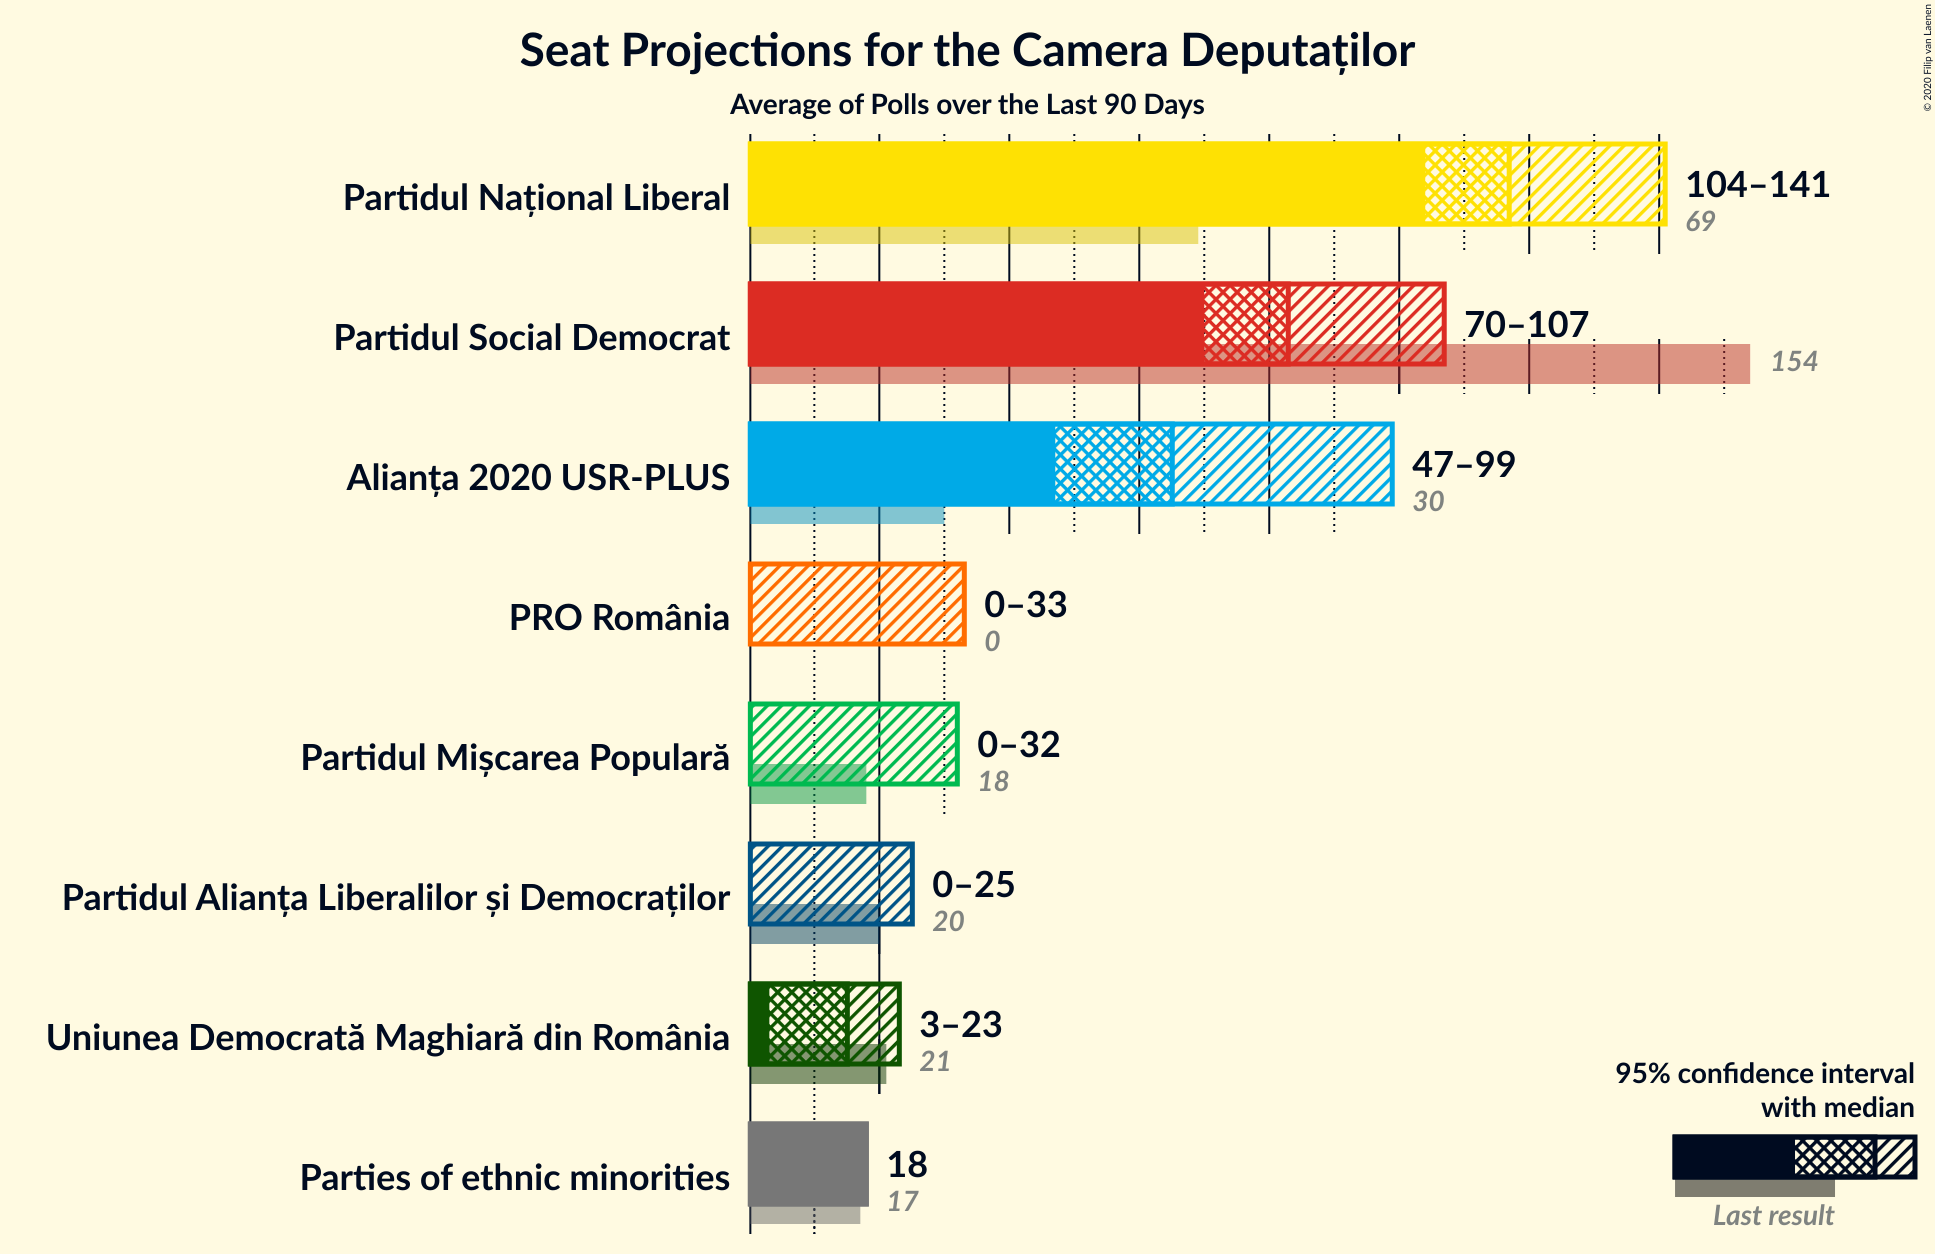 Seat Projections for the Camera Deputaților
Average of Polls over the Last 90 Days
© 2020 Filip van Laenen
Partidul Național Liberal
104–141
69
Partidul Social Democrat
70–107
154
Alianța 2020 USR-PLUS
47–99
30
PRO România
0–33
0
Partidul Mișcarea Populară
0–32
18
Partidul Alianța Liberalilor și Democraților
0–25
20
Uniunea Democrată Maghiară din România
3–23
21
Parties of ethnic minorities
18
17
95% confidence interval
with median
Last result